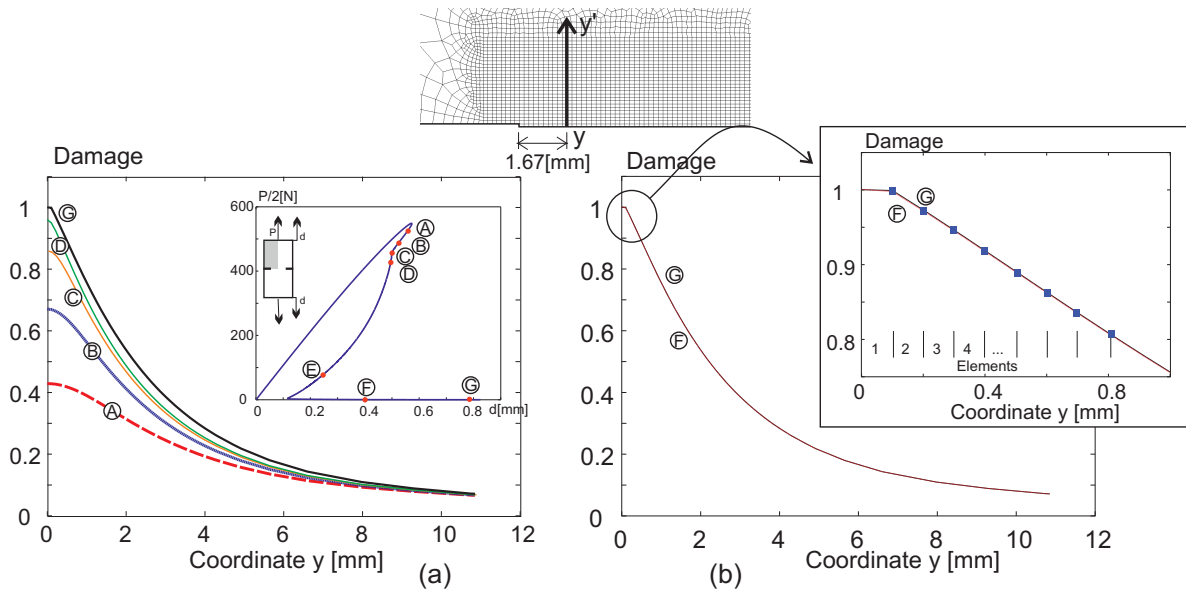 y'
y
1.67[mm]
Damage
1
0.8
0.6
0.4
0.2
0
0
2
4
6
8
10
12
Coordinate y [mm]
(a)
G
D
C
B
A
P/2[N]
600
400
200
0
0
0.2
0.4
0.6
0.8
d[mm]
P
d
d
A
B
C
D
E
F
G
Damage
1
0.8
0.6
0.4
0.2
0
0
2
4
6
8
10
12
Coordinate y [mm]
(b)
G
F
Damage
1
0.9
0.8
F
G
1
2
3
4
...
Elements
0
0.2
0.4
0.6
0.8
Coordinate y [mm]